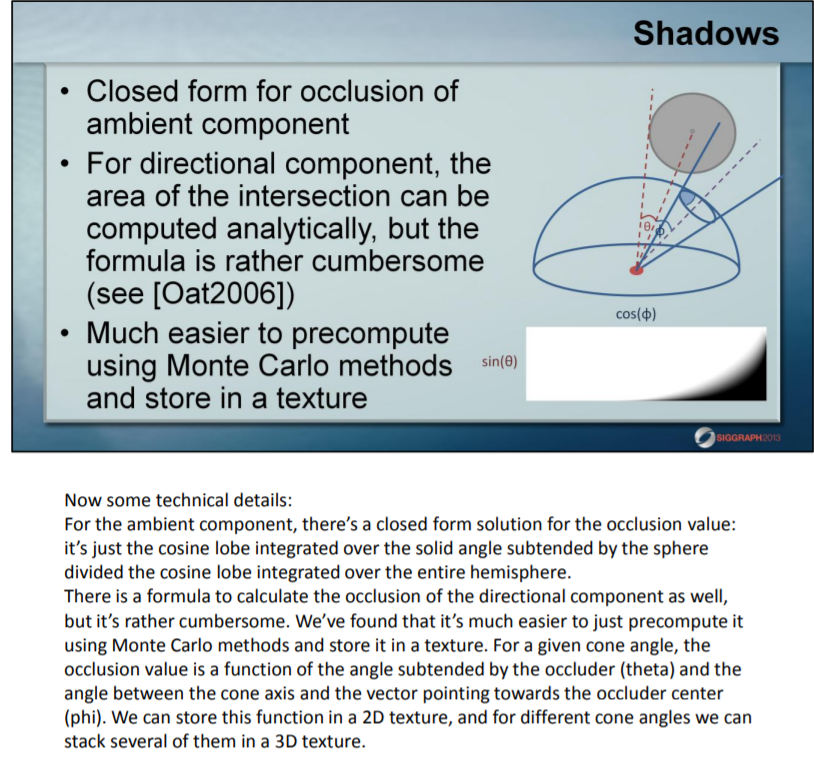 Shadows
• Closed form for occlusion of
ambient component
• For directional component, the
area of the intersection can be
computed analytically, but the
formula is rather cumbersome
(see [Oat2006])
• Much easier to precompute
using Monte Carlo methods
and store in a texture
θ
ϕ
cos(ϕ)
sin(θ)
SIGGRAPH2013
Now some technical details:
For the ambient component, there’s a closed form solution for the occlusion value:
it’s just the cosine lobe integrated over the solid angle subtended by the sphere
divided the cosine lobe integrated over the entire hemisphere.
There is a formula to calculate the occlusion of the directional component as well,
but it’s rather cumbersome. We’ve found that it’s much easier to just precompute it
using Monte Carlo methods and store it in a texture. For a given cone angle, the
occlusion value is a function of the angle subtended by the occluder (theta) and the
angle between the cone axis and the vector pointing towards the occluder center
(phi). We can store this function in a 2D texture, and for different cone angles we can
stack several of them in a 3D texture.